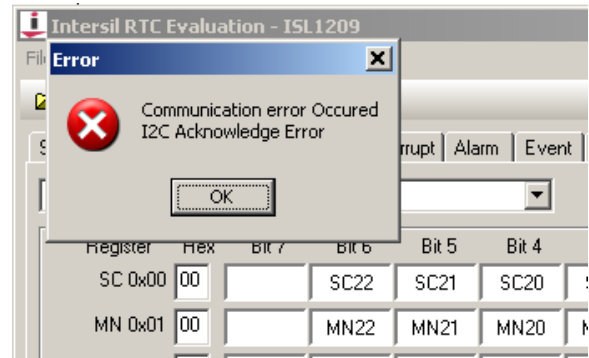 Intersil RTC Evaluation - ISL1209
Error
Communication error Occured
I2C Acknowledge Error
OK
Alarm
Event
Register Hex Bit 7 Bit 6 Bit 5 Bit 4
SC 0x00 00 SC22 SC21 SC20
MN 0x01 00 MN22 MN21 MN20